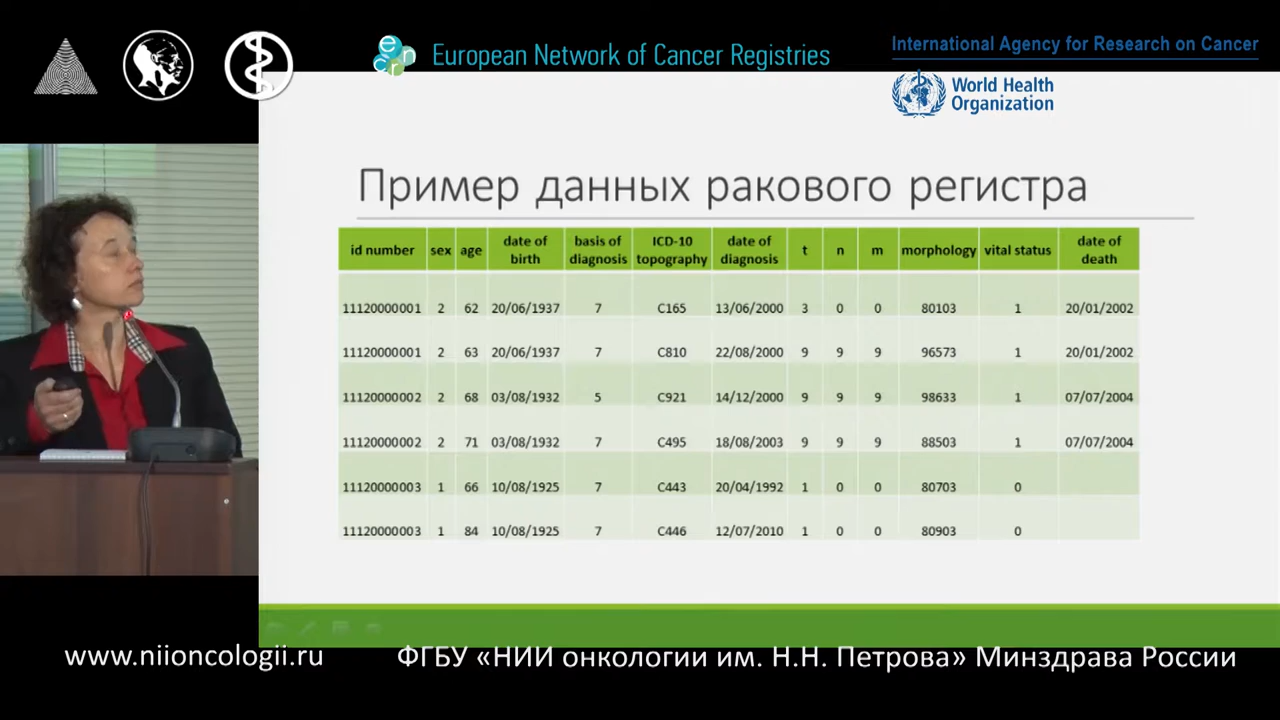 European Network of Cancer Registries
International Agency for Research on Cancer
World Health
Organization
Пример данных ракового регистра
id number sex age date of birth basis of diagnosis ICD-10 topography date of diagnosis t n m morphology vital status date of death
11120000001 2 62 20/06/1937 7 C165 13/06/2000 3 0 0 80103 1 20/01/2002
11120000001 2 63 20/06/1937 7 C810 22/08/2000 9 9 9 96573 1 20/01/2002
11120000002 2 68 03/08/1932 5 C921 14/12/2000 9 9 9 98633 1 07/07/2004
11120000002 2 71 03/08/1932 7 C495 18/08/2003 9 9 9 88503 1 07/07/2004
11120000003 1 66 10/08/1925 7 C443 20/04/1992 1 0 0 80703 0
11120000003 1 84 10/08/1925 7 C446 12/07/2010 1 0 0 80903 0
www.niioncologii.ru ФГБУ «НИИ онкологии им. Н.Н. Петрова» Минздрава России